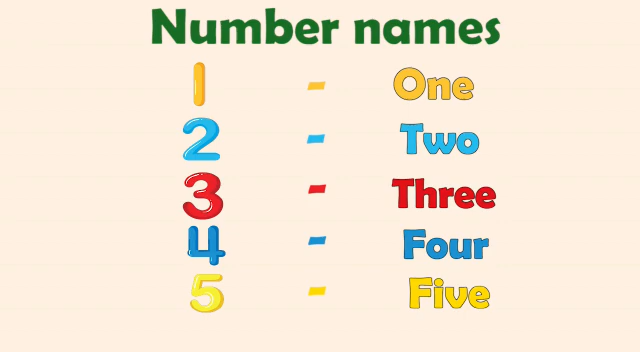 Number names
1 - One
2 - Two
3 - Three
4 - Four
5 - Five